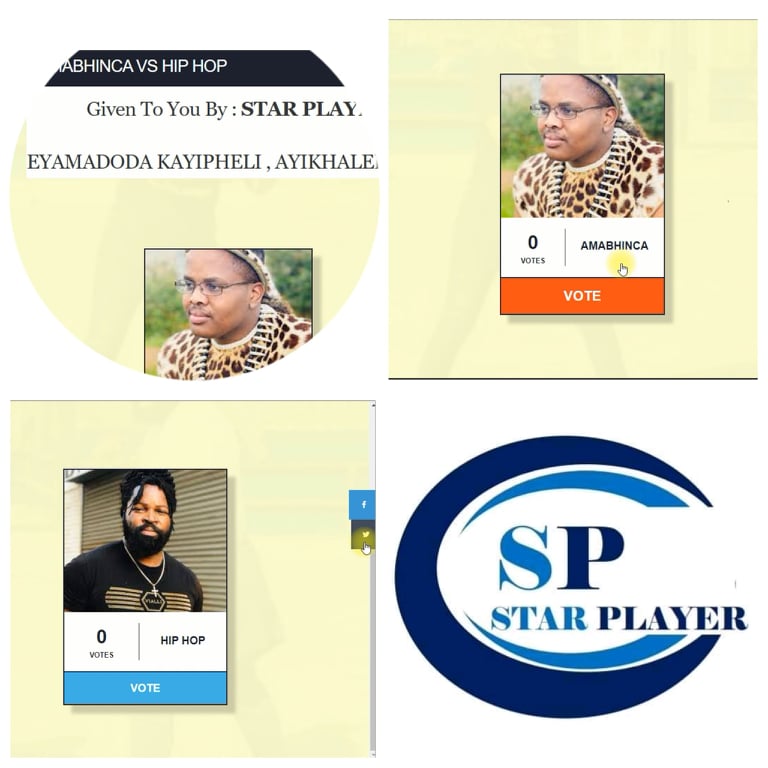 ABHINCA VS HIP HOP
Given To You By : STAR PLAY
EYAMADODA KAYIPHELI , AYIKHALE
0
VOTES
AMABHINCA
VOTE
0
VOTES
HIP HOP
VOTE
SP
STAR PLAYER